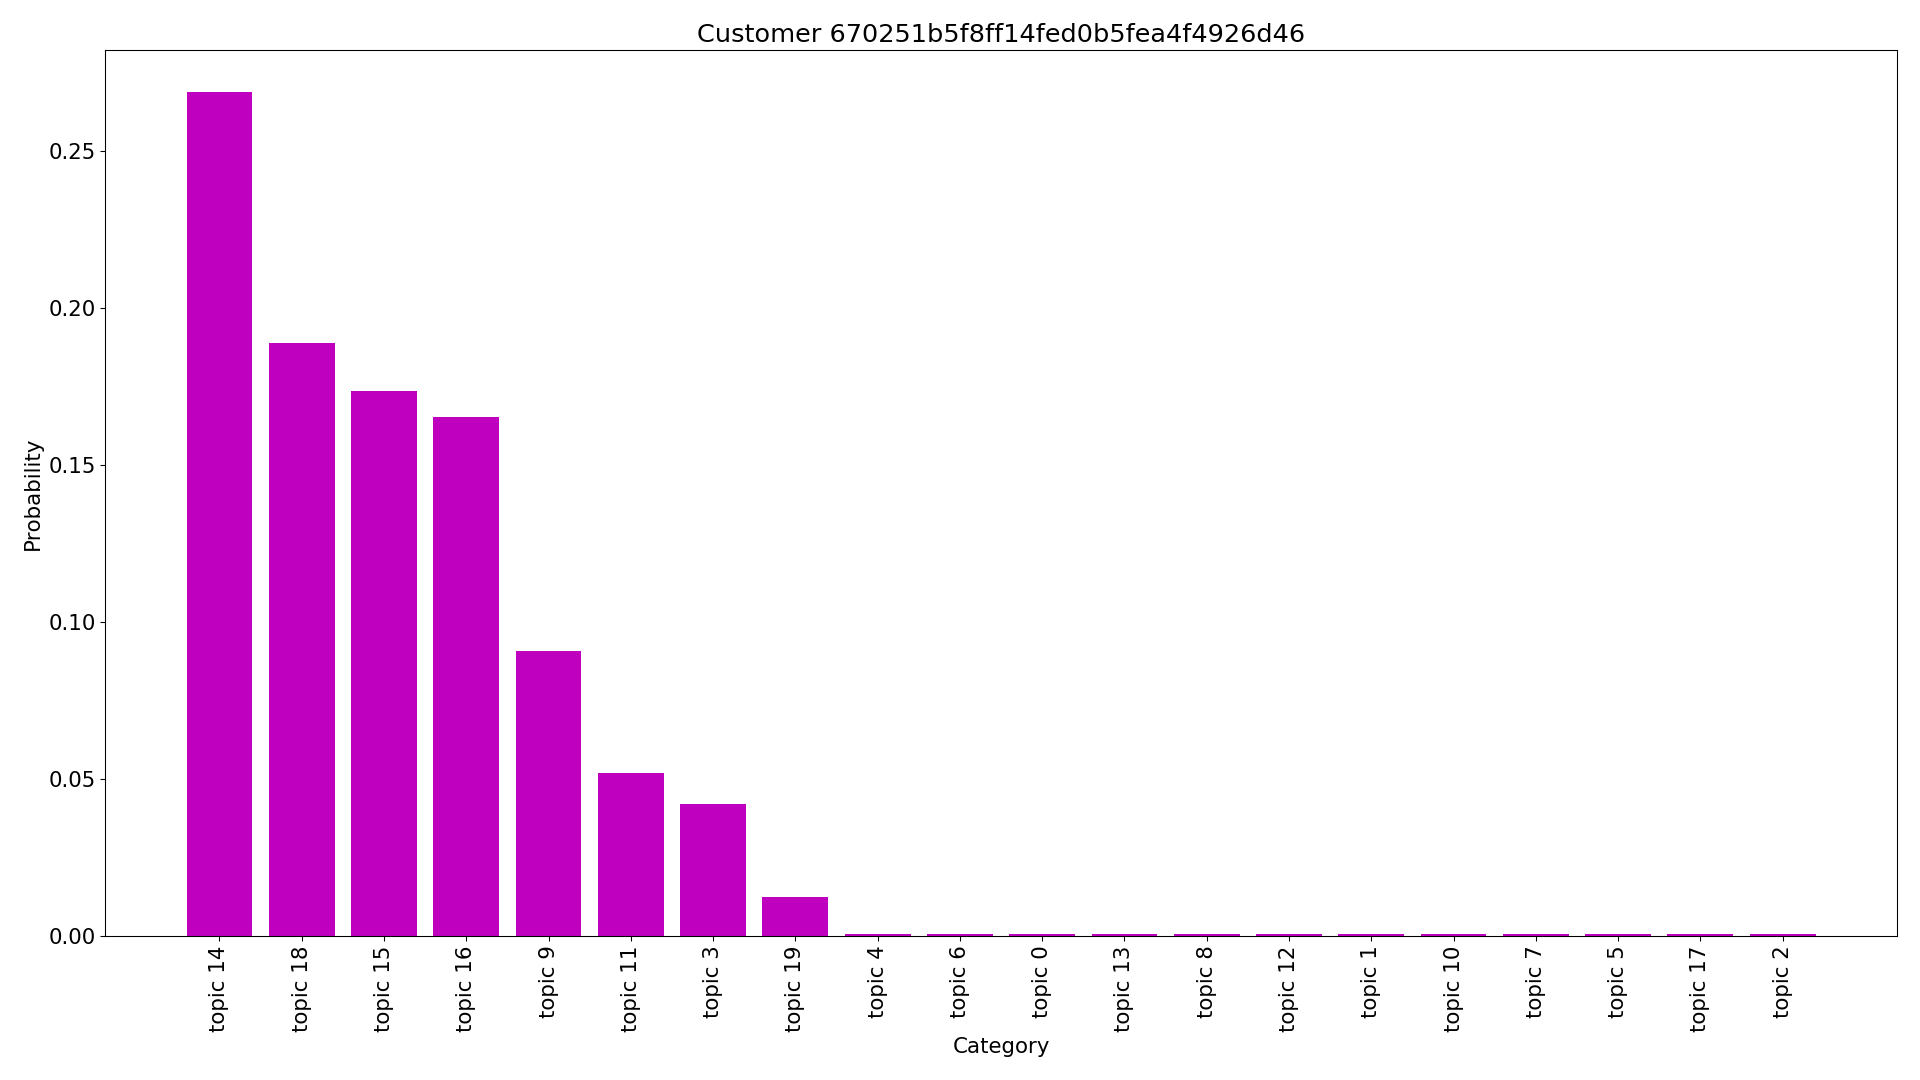 Customer 670251b5f8ff14fed0b5fea4f4926d46
Probability
0.25
0.20
0.15
0.10
0.05
0.00
topic 14
topic 18
topic 15
topic 16
topic 9
topic 11
topic 3
topic 19
topic 4
topic 6
topic 0
topic 13
topic 8
topic 12
topic 1
topic 10
topic 7
topic 5
topic 17
topic 2
Category